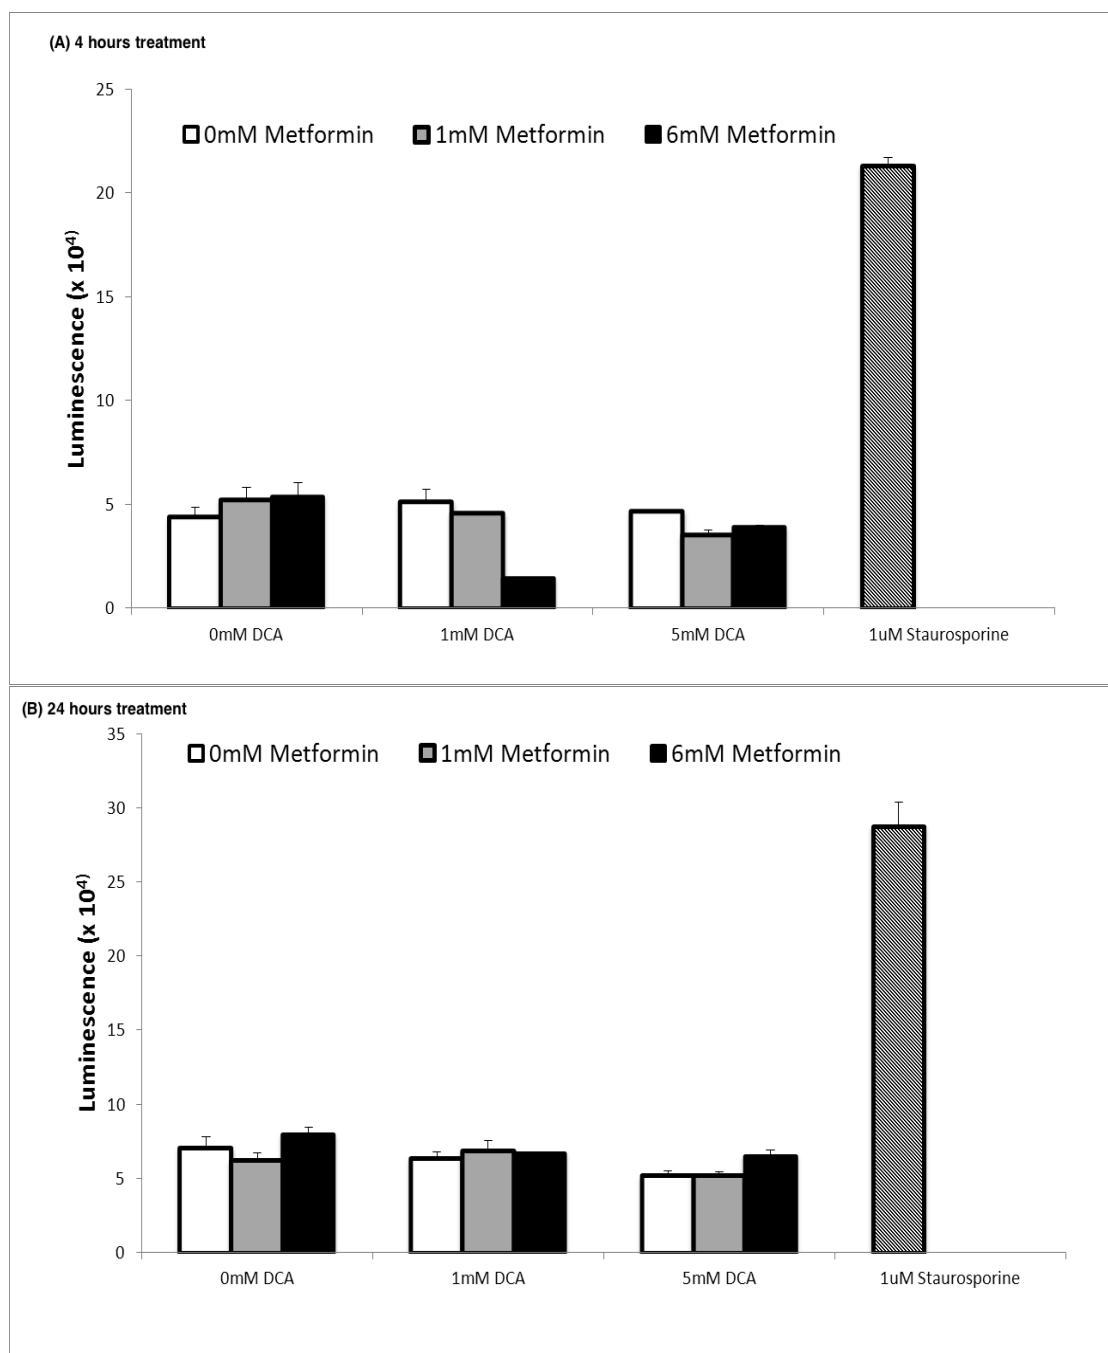 (A) 4 hours treatment
25
0mM Metformin 1mM Metformin 6mM Metformin
20
Luminescence (x 10⁴)
15
10
5
0
0mM DCA 1mM DCA 5mM DCA 1uM Staurosporine
(B) 24 hours treatment
35
0mM Metformin 1mM Metformin 6mM Metformin
30
25
Luminescence (x 10⁴)
20
15
10
5
0
0mM DCA 1mM DCA 5mM DCA 1uM Staurosporine